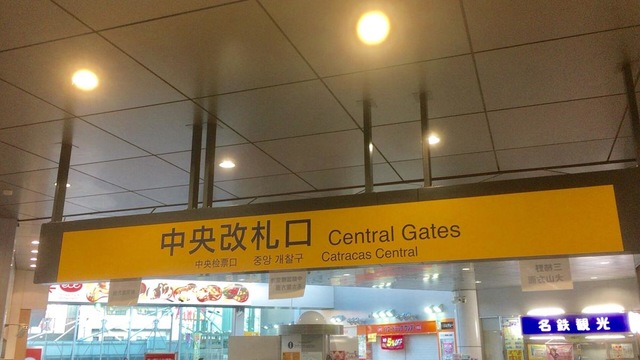 中央改札口 Central Gates
中央检票口 중앙 개찰구 Catracas Central
名鉄観光